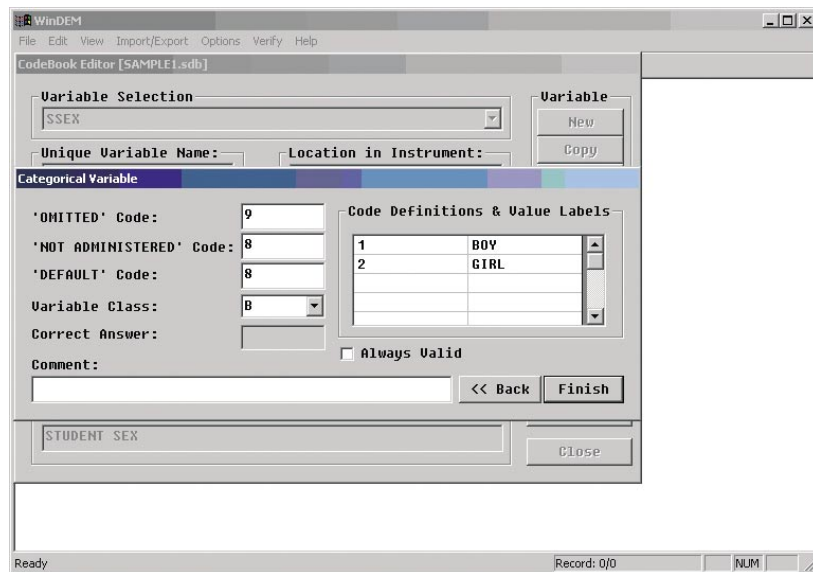 WinDEM
File Edit View Import/Export Options Verify Help
CodeBook Editor [SAMPLE1.sdb]
Variable Selection
Variable
SSEX
New
Unique Variable Name:
Location in Instrument:
Copy
Categorical Variable
'OMITTED' Code:
9
'NOT ADMINISTERED' Code:
8
'DEFAULT' Code:
8
Variable Class:
B
Correct Answer:
Code Definitions & Value Labels
1 BOY
2 GIRL
Always Valid
Comment:
<< Back
Finish
STUDENT SEX
Close
Ready
Record: 0/0
NUM